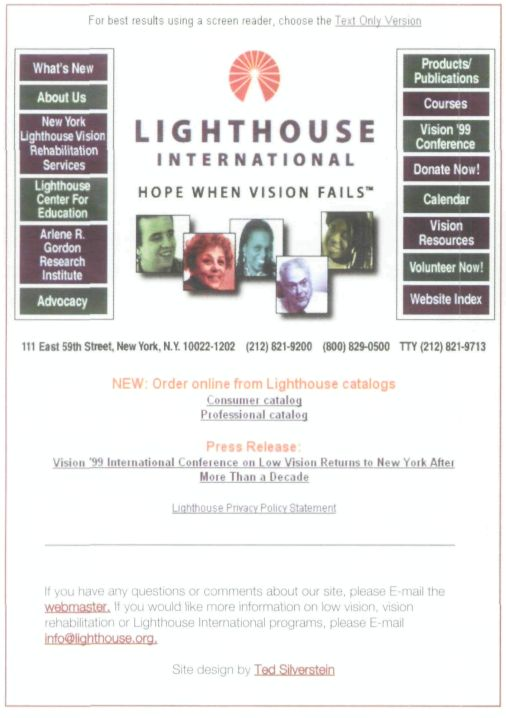 For best results using a screen reader, choose the Text Only Version
What's New
About Us
New York
Lighthouse Vision
Rehabilitation
Services
Lighthouse
Center For
Education
Arlene R.
Gordon
Research
Institute
Advocacy
LIGHTHOUSE
INTERNATIONAL
HOPE WHEN VISION FAILS™
Products/
Publications
Courses
Vision '99
Conference
Donate Now!
Calendar
Vision
Resources
Volunteer Now!
Website Index
111 East 59th Street, New York, N.Y. 10022-1202 (212) 821-9200 (800) 829-0500 TTY (212) 821-9713
NEW: Order online from Lighthouse catalogs
Consumer catalog
Professional catalog
Press Release:
Vision '99 International Conference on Low Vision Returns to New York After
More Than a Decade
Lighthouse Privacy Policy Statement
If you have any questions or comments about our site, please E-mail the
webmaster. If you would like more information on low vision, vision
rehabilitation or Lighthouse International programs, please E-mail
info@lighthouse.org.
Site design by Ted Silverstein